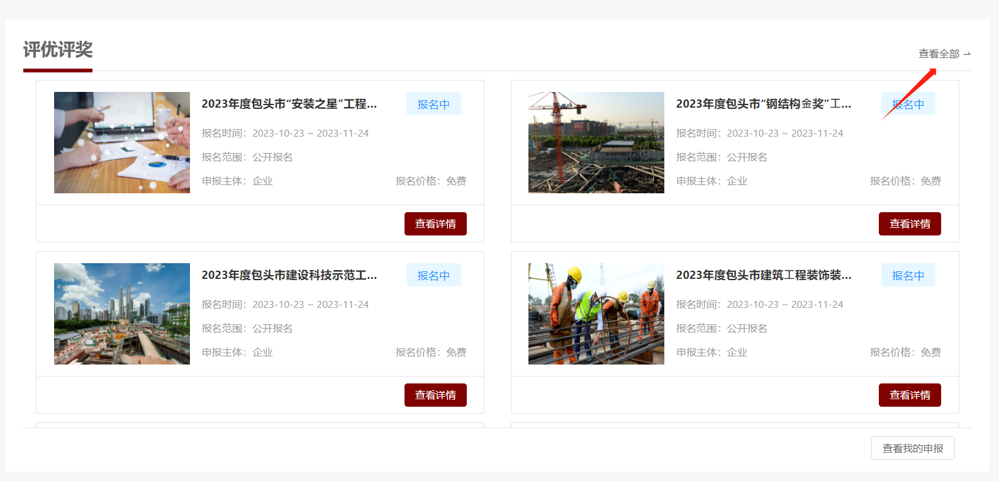 评优评奖
查看全部 →
2023年度包头市“安装之星”工程...
报名中
报名时间：2023-10-23 ~ 2023-11-24
报名范围：公开报名
申报主体：企业
报名价格：免费
查看详情
2023年度包头市“钢结构金奖”工...
报名中
报名时间：2023-10-23 ~ 2023-11-24
报名范围：公开报名
申报主体：企业
报名价格：免费
查看详情
2023年度包头市建设科技示范工...
报名中
报名时间：2023-10-23 ~ 2023-11-24
报名范围：公开报名
申报主体：企业
报名价格：免费
查看详情
2023年度包头市建筑工程装饰装...
报名中
报名时间：2023-10-23 ~ 2023-11-24
报名范围：公开报名
申报主体：企业
报名价格：免费
查看详情
查看我的申报